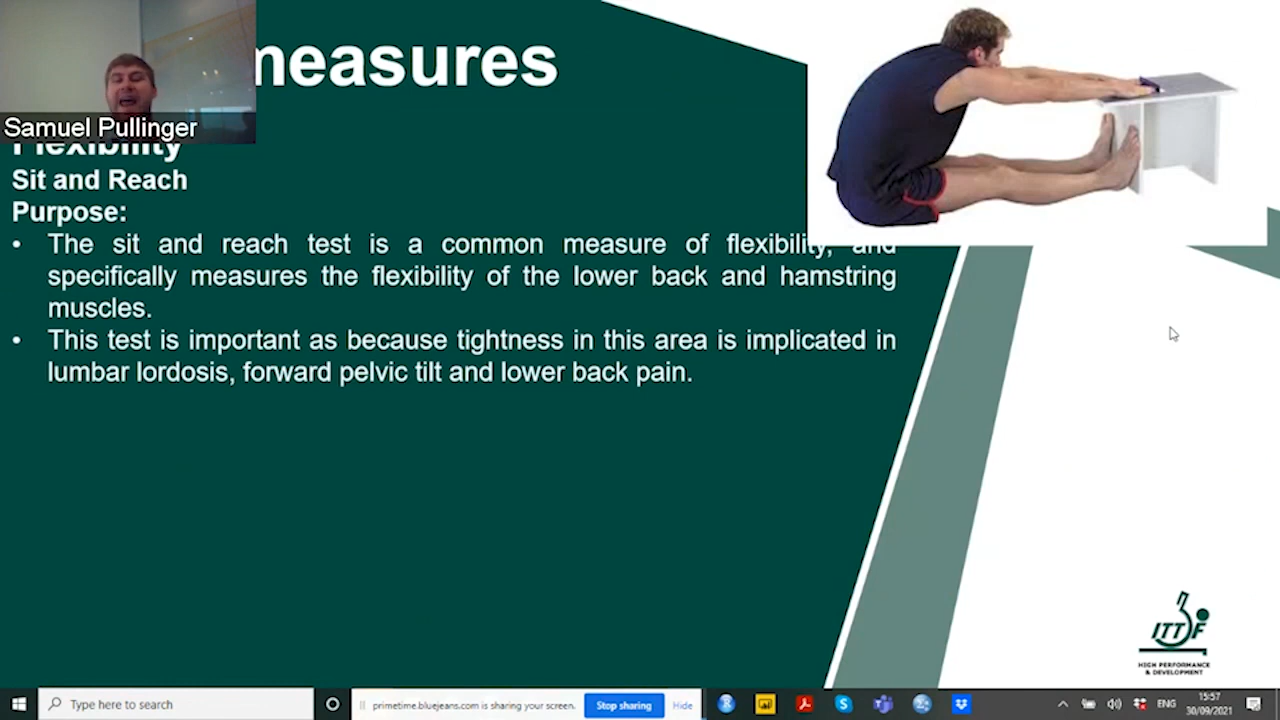 measures
Samuel Pullinger
Flexibility
Sit and Reach
Purpose:
• The sit and reach test is a common measure of flexibility, and
specifically measures the flexibility of the lower back and hamstring
muscles.
• This test is important as because tightness in this area is implicated in
lumbar lordosis, forward pelvic tilt and lower back pain.
ITTF
HIGH PERFORMANCE
& DEVELOPMENT
Type here to search
primetime.bluejeans.com is sharing your screen.
Stop sharing
Hide
ENG
15:57
30/09/2021